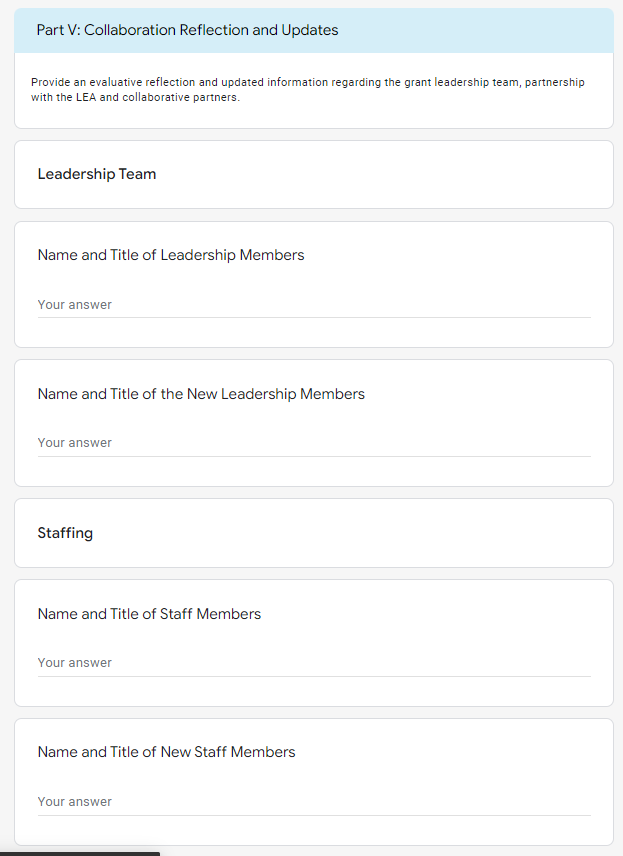 Part V: Collaboration Reflection and Updates
Provide an evaluative reflection and updated information regarding the grant leadership team, partnership
with the LEA and collaborative partners.
Leadership Team
Name and Title of Leadership Members
Your answer
Name and Title of the New Leadership Members
Your answer
Staffing
Name and Title of Staff Members
Your answer
Name and Title of New Staff Members
Your answer